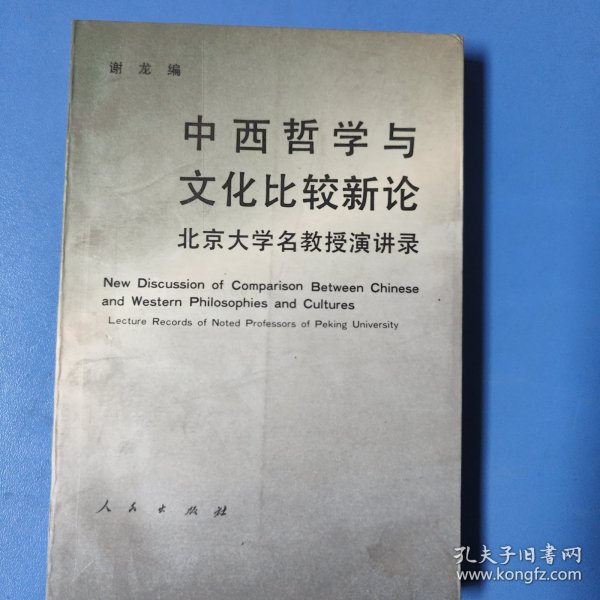 谢龙编
中西哲学与
文化比较新论
北京大学名教授演讲录
New Discussion of Comparison Between Chinese
and Western Philosophies and Cultures
Lecture Records of Noted Professors of Peking University
人民出版社
孔夫子旧书网
www.kongfz.com